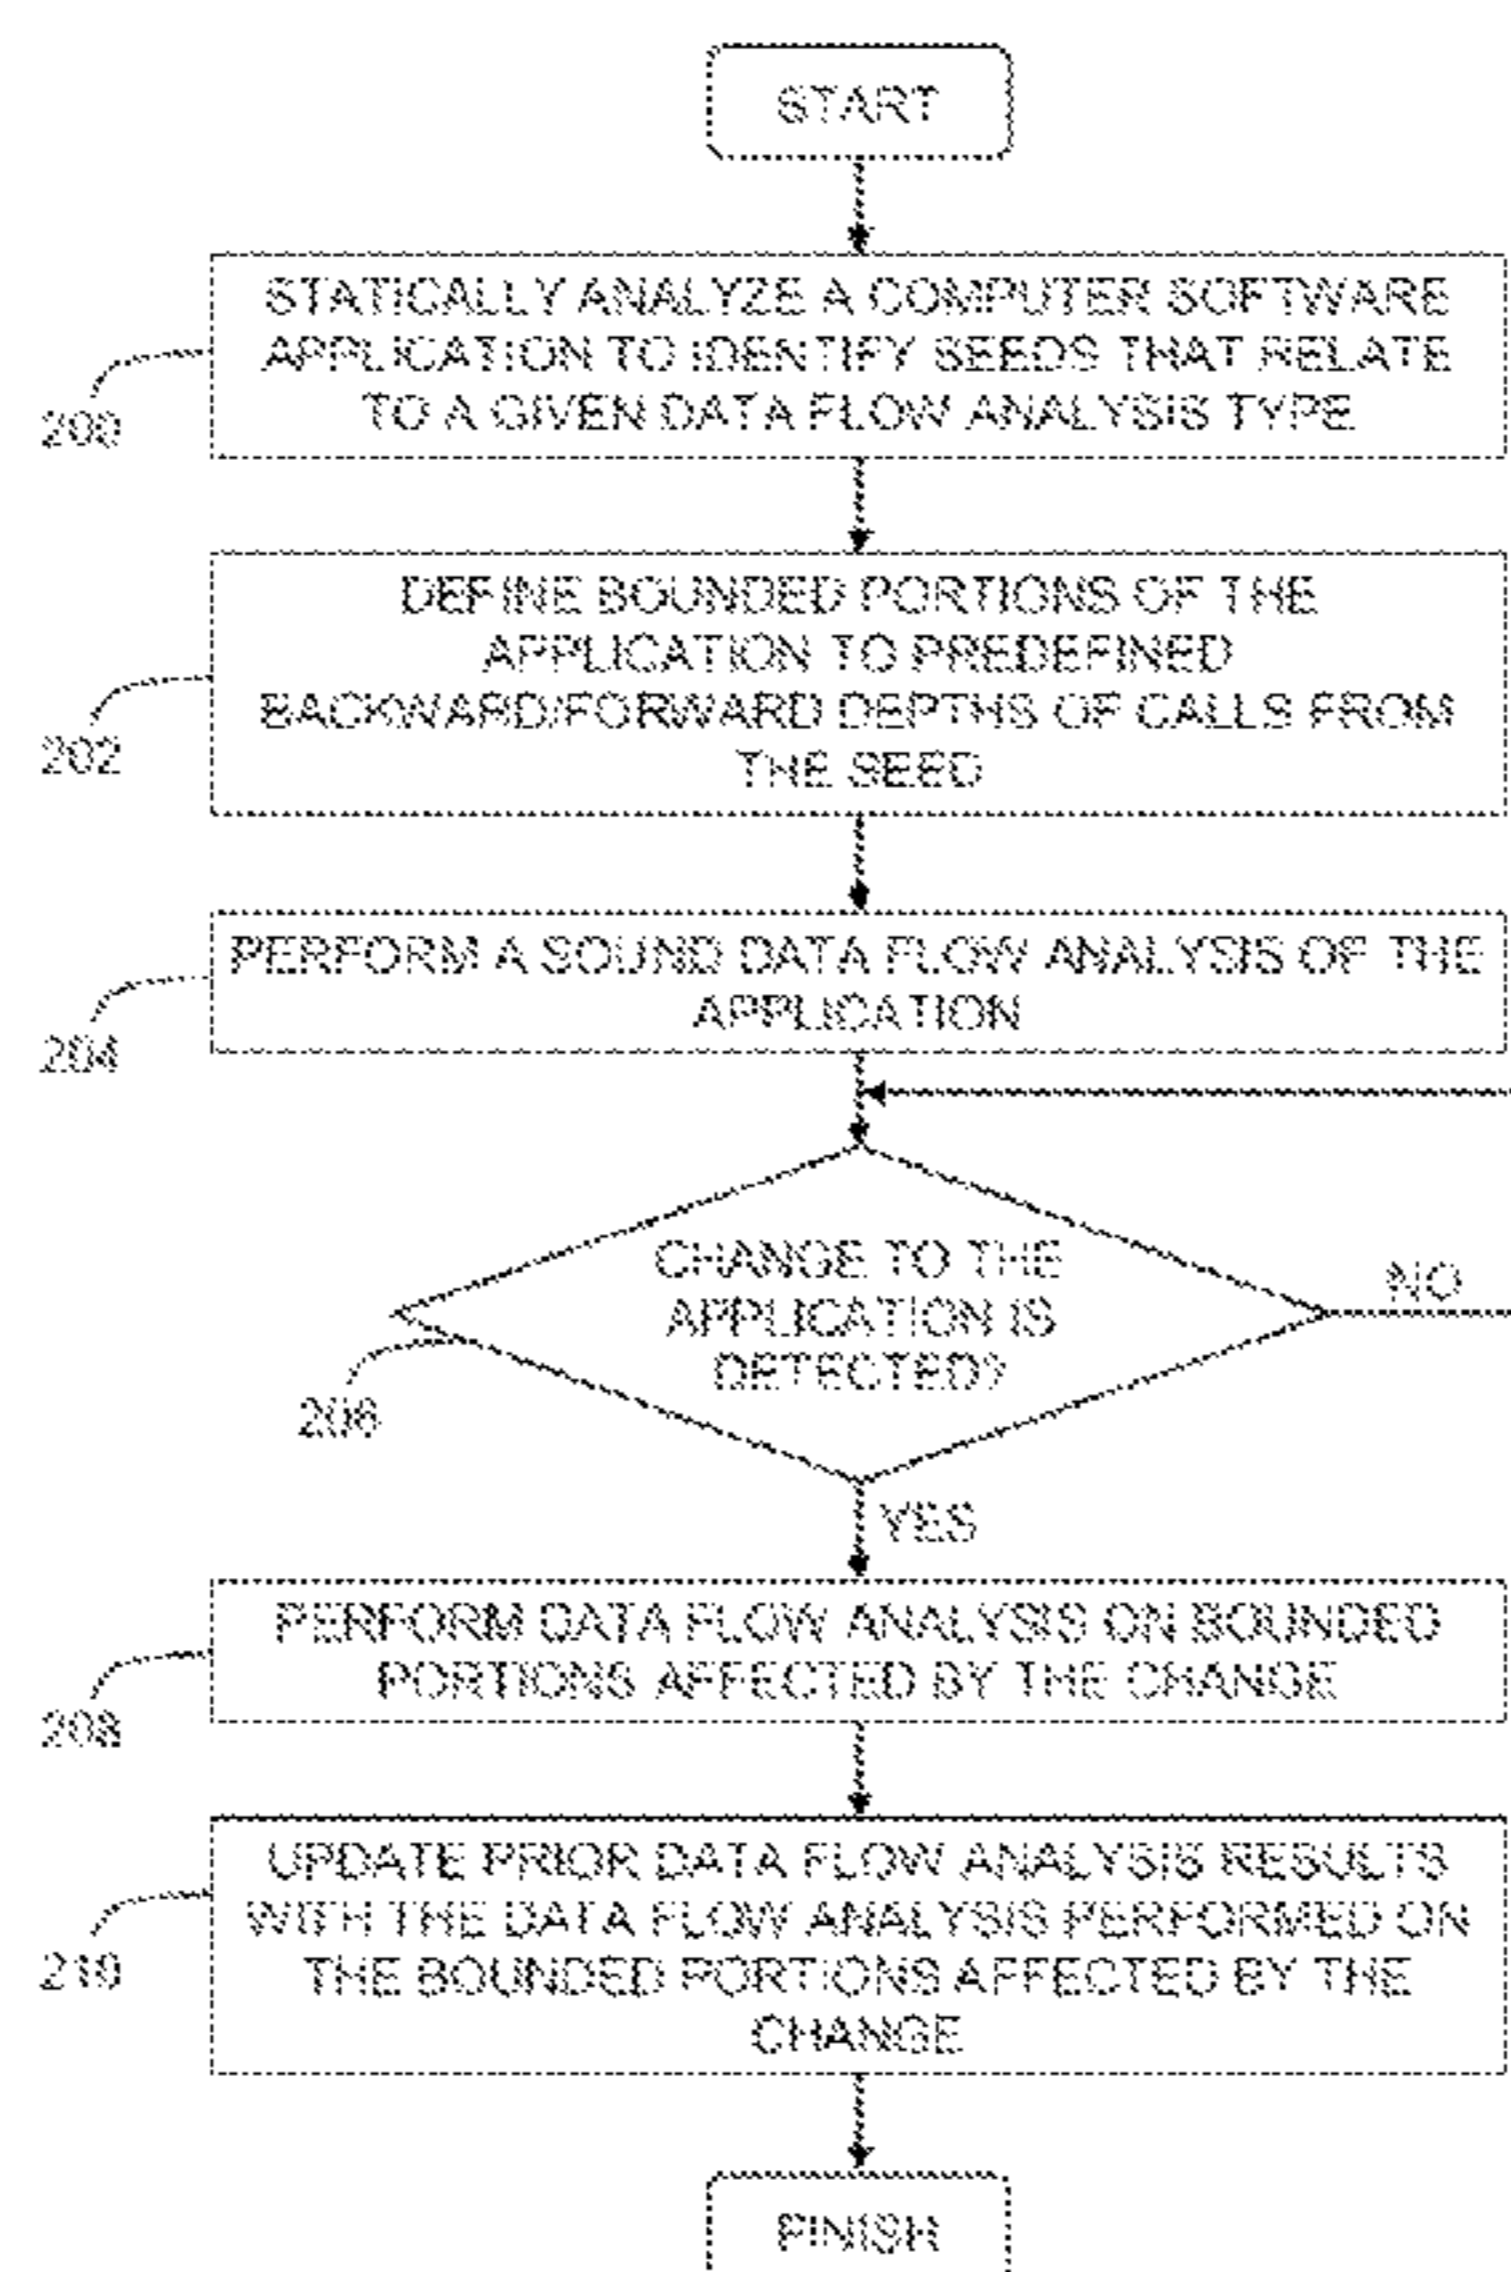 START
STATICALLY ANALYZE A COMPUTER SOFTWARE
APPLICATION TO IDENTIFY SEEDS THAT RELATE
TO A GIVEN DATA FLOW ANALYSIS TYPE
200
DEFINE BOUNDED PORTIONS OF THE
APPLICATION TO PREDEFINED
BACKWARD/FORWARD DEPTHS OF CALLS FROM
THE SEED
202
PERFORM A SOUND DATA FLOW ANALYSIS OF THE
APPLICATION
204
CHANGE TO THE
APPLICATION IS
DETECTED?
NO
206
YES
PERFORM DATA FLOW ANALYSIS ON BOUNDED
PORTIONS AFFECTED BY THE CHANGE
208
UPDATE PRIOR DATA FLOW ANALYSIS RESULTS
WITH THE DATA FLOW ANALYSIS PERFORMED ON
THE BOUNDED PORTIONS AFFECTED BY THE
CHANGE
210
FINISH